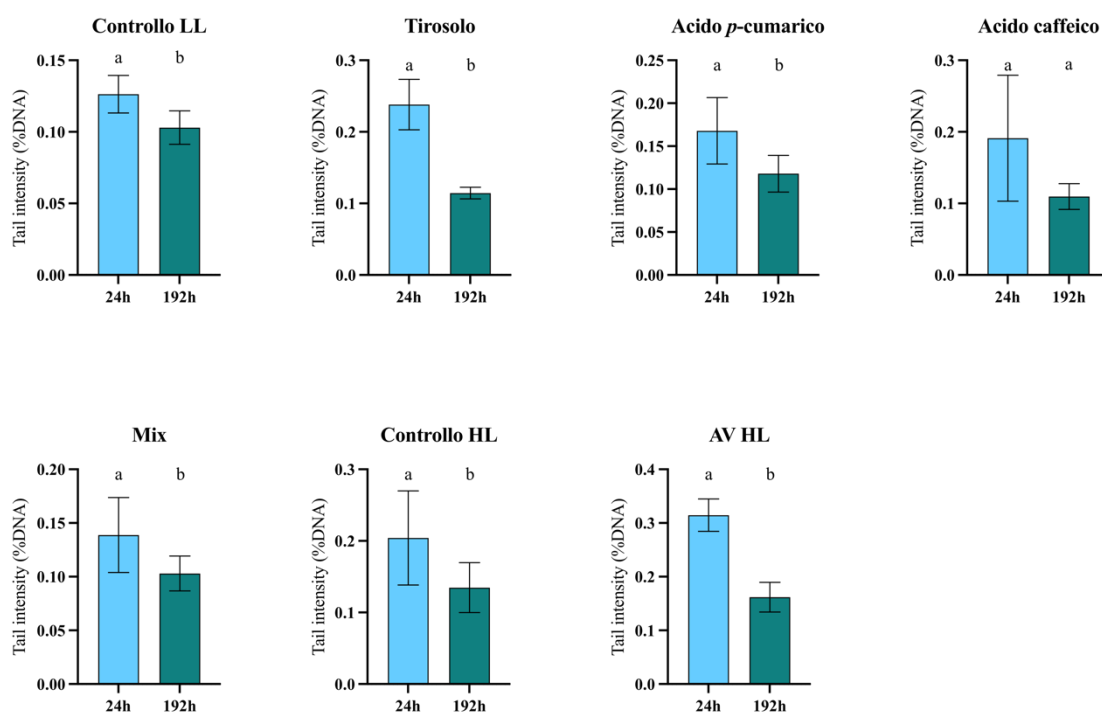 Controllo LL
a
b
Tail intensity (%DNA)
0.15
0.10
0.05
0.00
24h
192h
Tirosolo
a
b
Tail intensity (%DNA)
0.3
0.2
0.1
0.0
24h
192h
Acido p-cumarico
a
b
Tail intensity (%DNA)
0.25
0.20
0.15
0.10
0.05
0.00
24h
192h
Acido caffeico
a
a
Tail intensity (%DNA)
0.3
0.2
0.1
0.0
24h
192h
Mix
a
b
Tail intensity (%DNA)
0.20
0.15
0.10
0.05
0.00
24h
192h
Controllo HL
a
b
Tail intensity (%DNA)
0.3
0.2
0.1
0.0
24h
192h
AV HL
a
b
Tail intensity (%DNA)
0.4
0.3
0.2
0.1
0.0
24h
192h